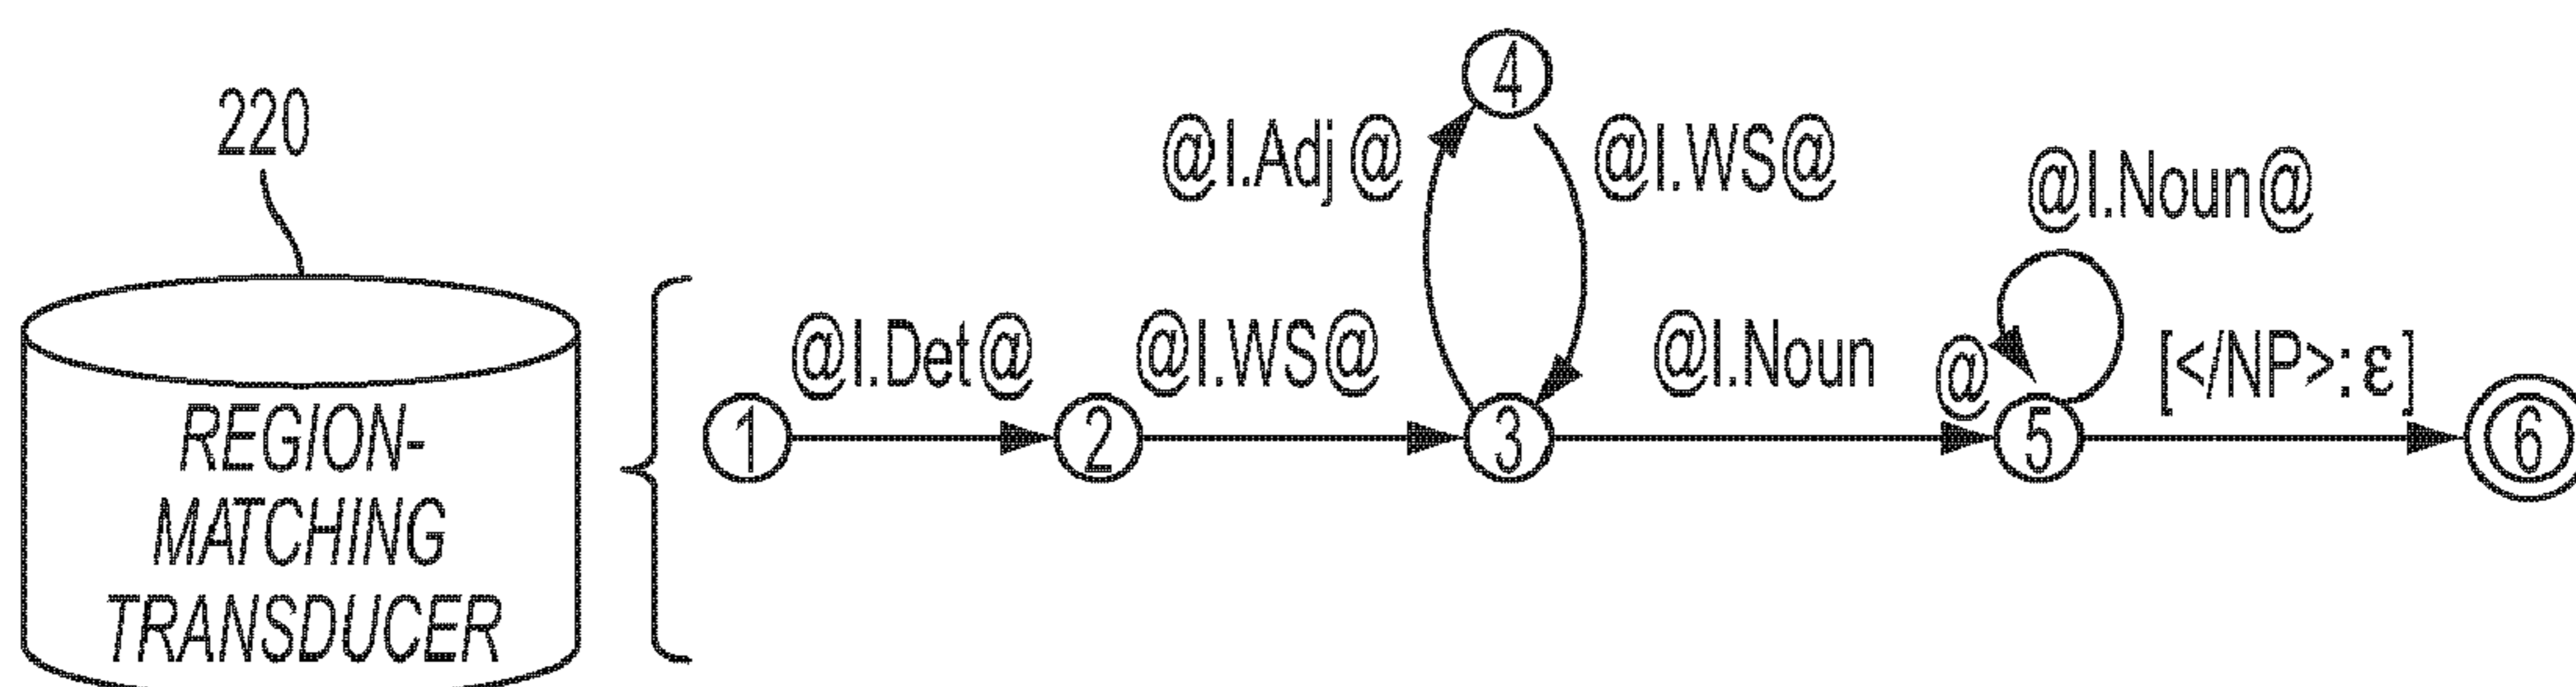 220
REGION-
MATCHING
TRANSDUCER
4
@I.Adj@
@I.WS@
@I.Noun@
@I.Det@
@I.WS@
@I.Noun
@
[</NP>:ε]
1
2
3
5
6